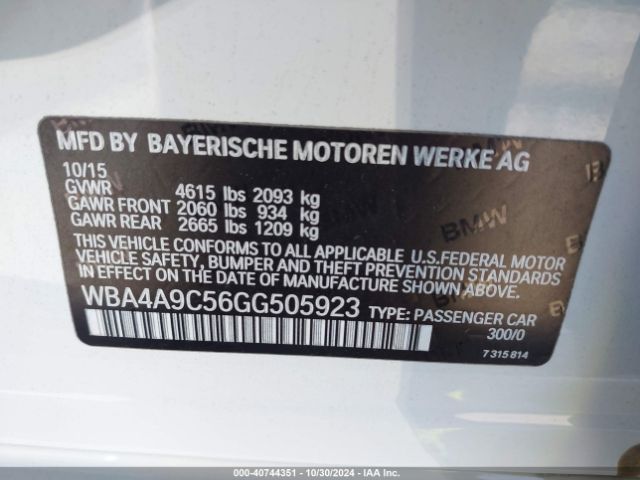 MFD BY BAYERISCHE MOTOREN WERKE AG
10/15
GVWR 4615 lbs 2093 kg
GAWR FRONT 2060 lbs 934 kg
GAWR REAR 2665 lbs 1209 kg
THIS VEHICLE CONFORMS TO ALL APPLICABLE U.S.FEDERAL MOTOR
VEHICLE SAFETY, BUMPER AND THEFT PREVENTION STANDARDS
IN EFFECT ON THE DATE OF MANUFACTURE SHOWN ABOVE.
WBA4A9C56GG505923 TYPE: PASSENGER CAR
300/0
7 315 814
BMW
000-40744351 | 10/30/2024 | IAA Inc.